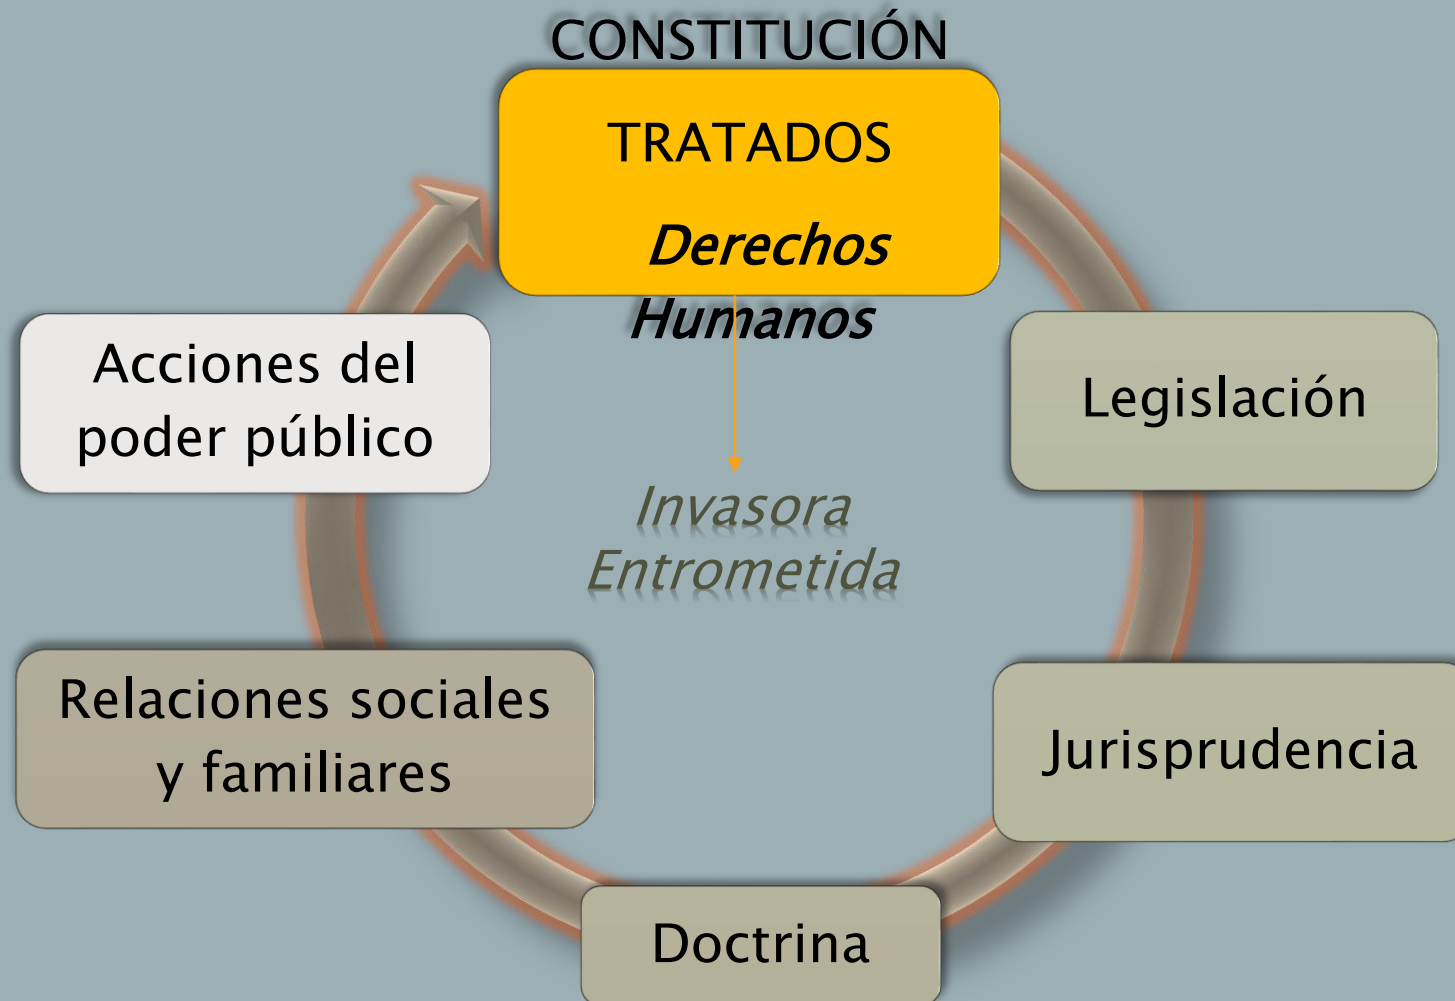 CONSTITUCIÓN
TRATADOS
Derechos
Humanos
Legislación
Jurisprudencia
Doctrina
Relaciones sociales
y familiares
Acciones del
poder público
Invasora
Entrometida